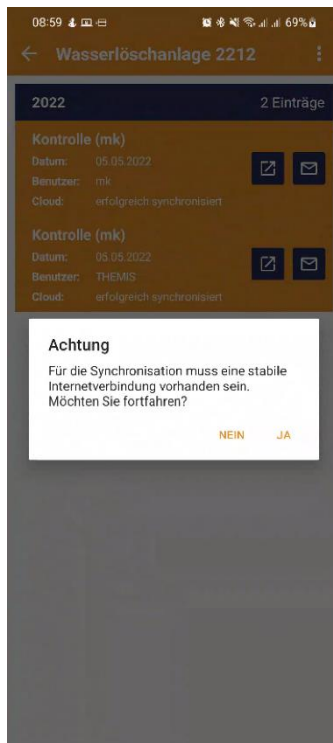 08:59 69%
Wasserlöschanlage 2212
2022 2 Einträge
Kontrolle (mk)
Datum: 05.05.2022
Benutzer: mk
Cloud: erfolgreich synchronisiert
Kontrolle (mk)
Datum: 05.05.2022
Benutzer: THEMIS
Cloud: erfolgreich synchronisiert
Achtung
Für die Synchronisation muss eine stabile
Internetverbindung vorhanden sein.
Möchten Sie fortfahren?
NEIN JA